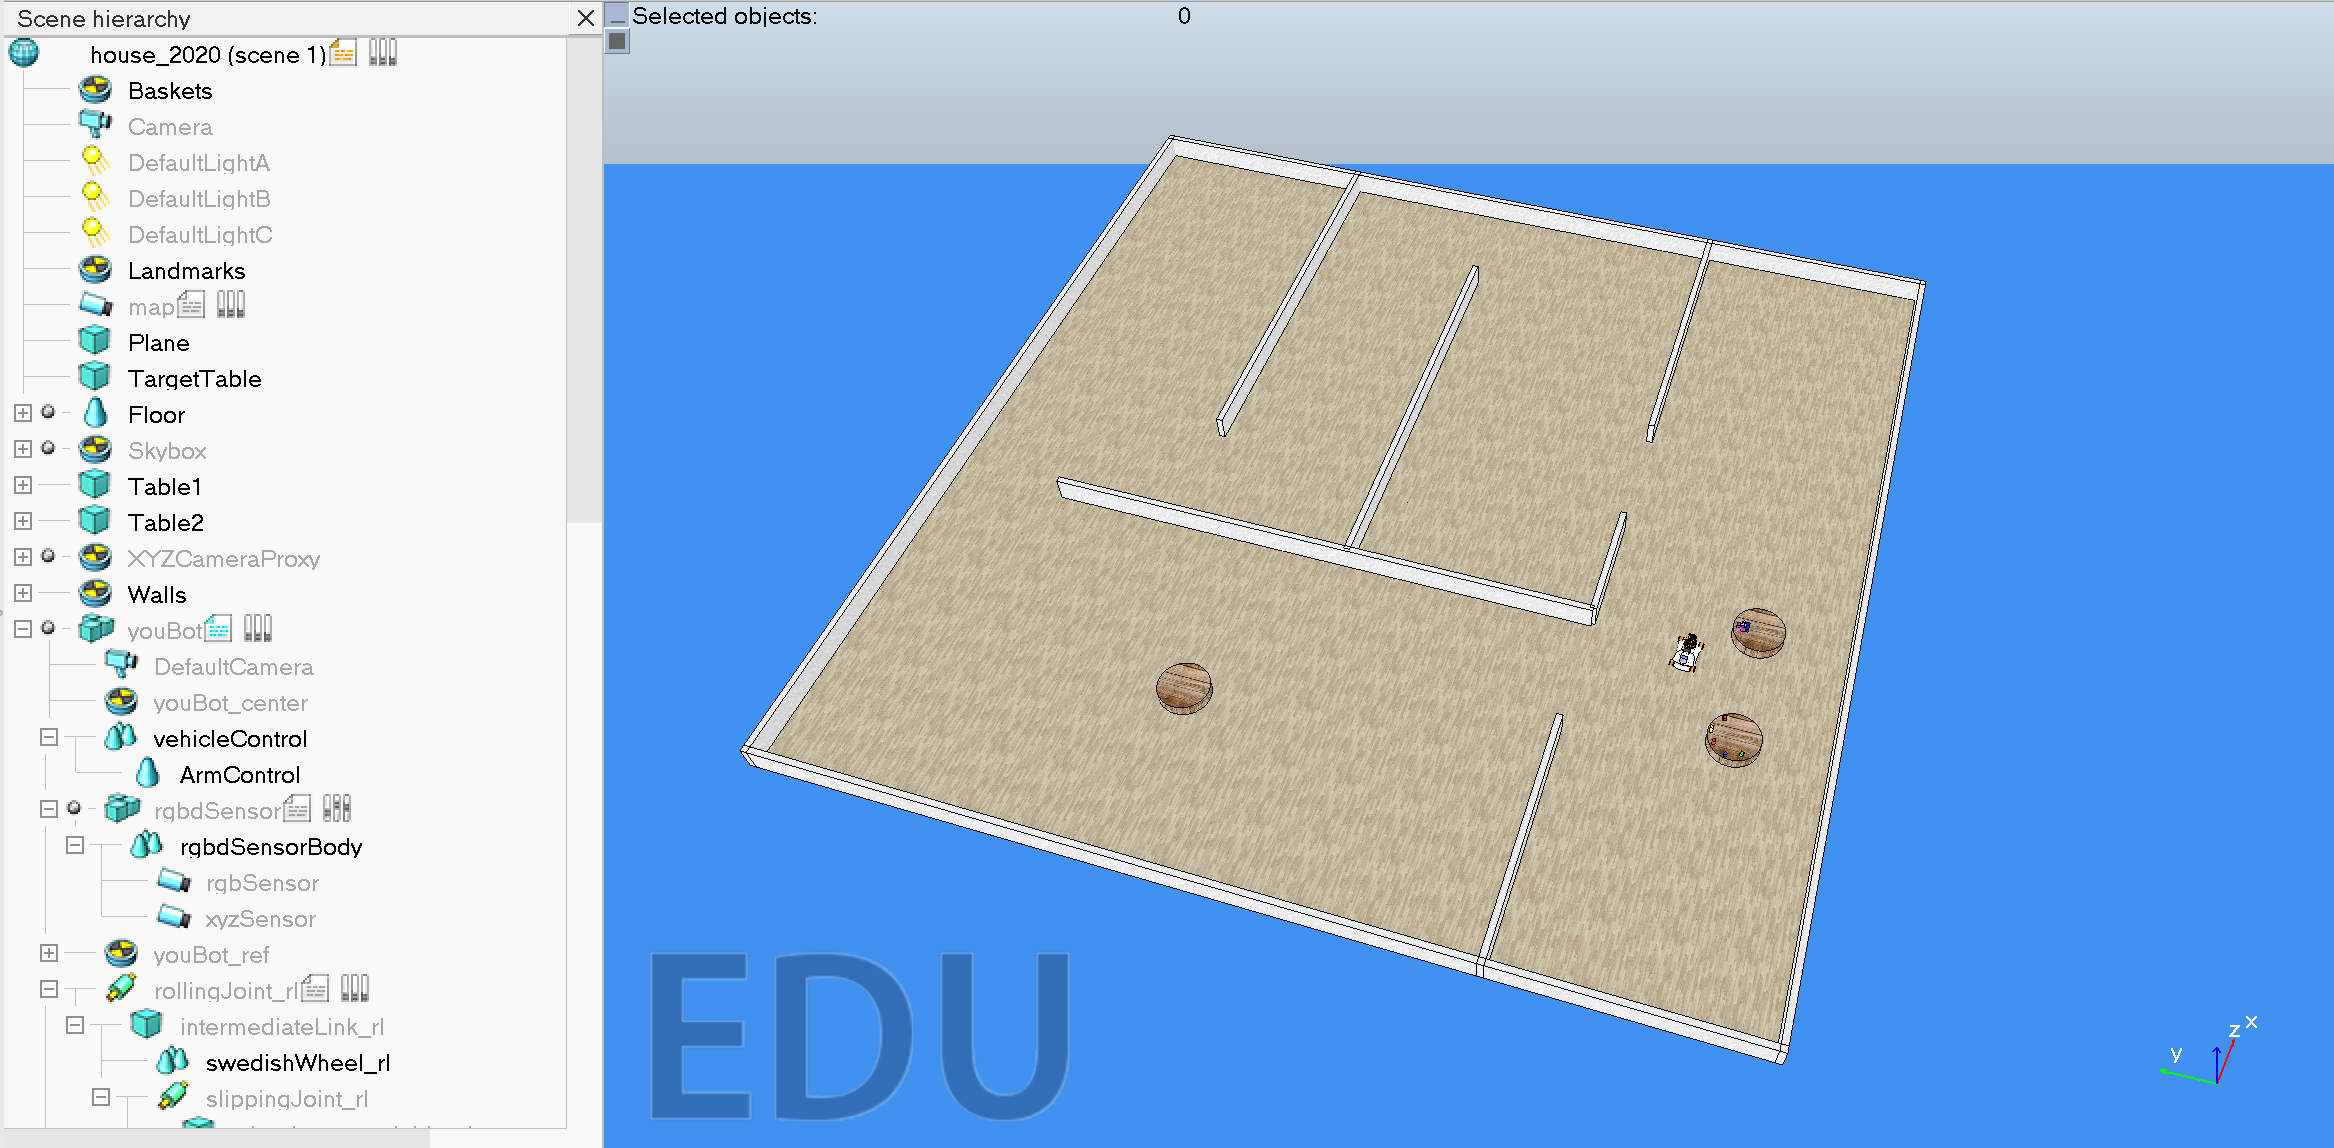 Scene hierarchy
Selected objects: 0
house_2020 (scene 1)
Baskets
Camera
DefaultLightA
DefaultLightB
DefaultLightC
Landmarks
map
Plane
TargetTable
Floor
Skybox
Table1
Table2
XYZCameraProxy
Walls
youBot
DefaultCamera
youBot_center
vehicleControl
ArmControl
rgbdSensor
rgbdSensorBody
rgbSensor
xyzSensor
youBot_ref
rollingJoint_rl
intermediateLink_rl
swedishWheel_rl
slippingJoint_rl
EDU
x
z
y